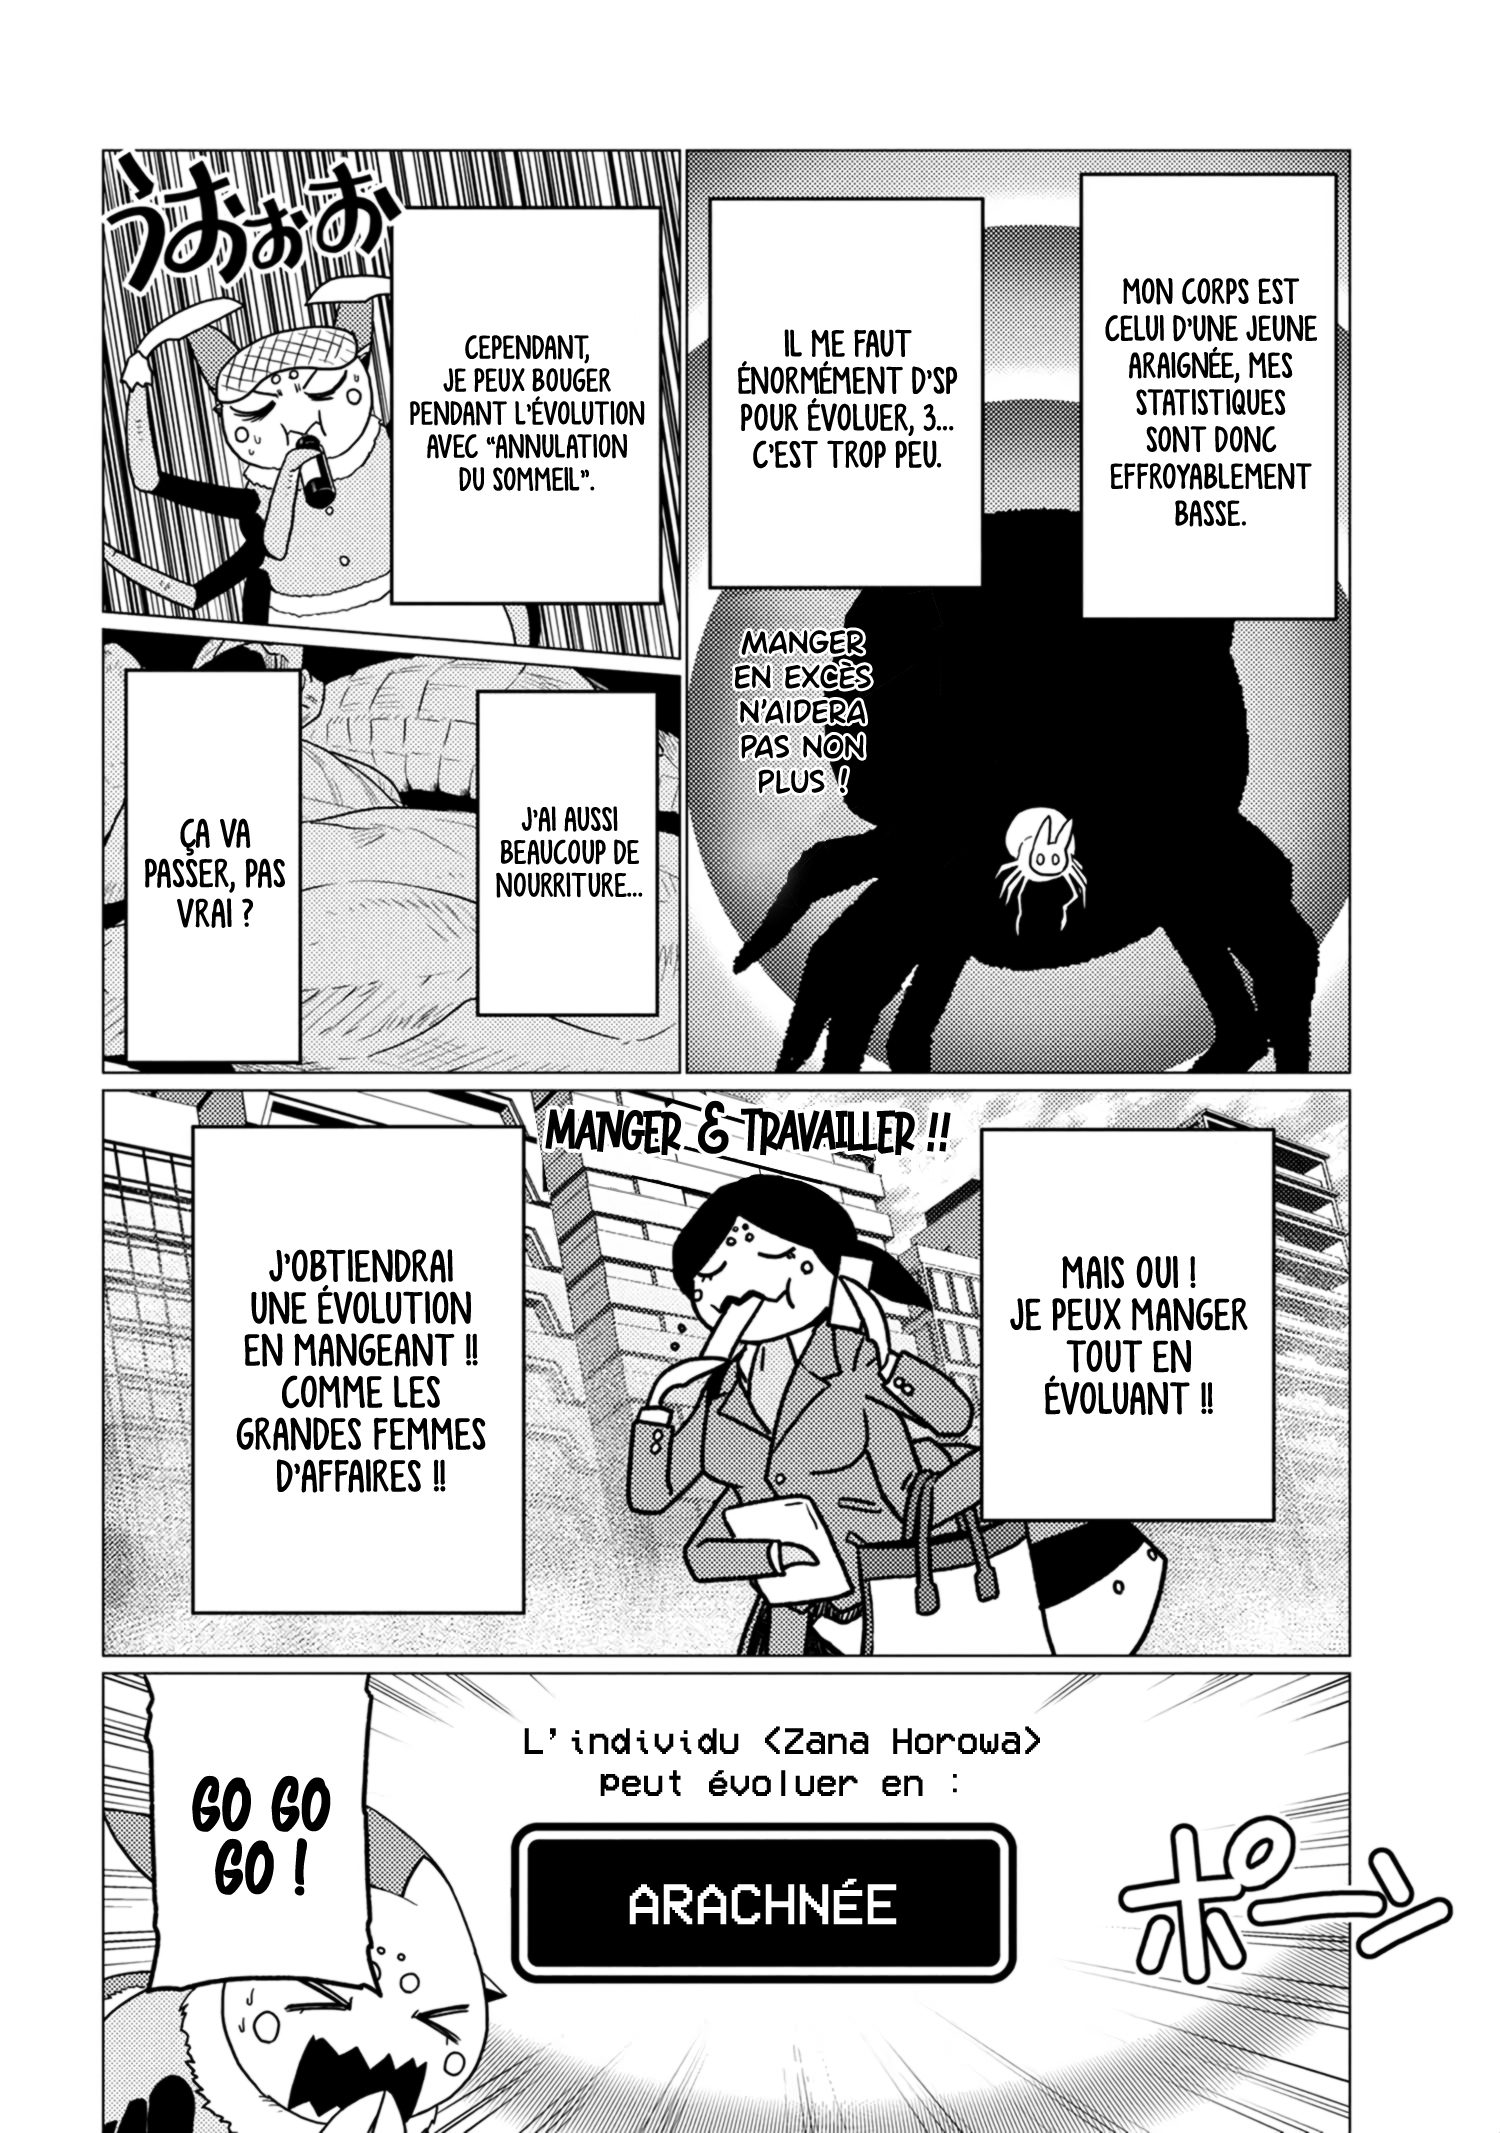 MON CORPS EST
CELUI D'UNE JEUNE
ARAIGNÉE, MES
STATISTIQUES
SONT DONC
EFFROYABLEMENT
BASSE.
IL ME FAUT
ÉNORMÉMENT D'SP
POUR ÉVOLUER, 3...
C'EST TROP PEU.
MANGER
EN EXCÈS
N'AIDERA
PAS NON
PLUS !
うおぉお
CEPENDANT,
JE PEUX BOUGER
PENDANT L'ÉVOLUTION
AVEC "ANNULATION
DU SOMMEIL".
J'AI AUSSI
BEAUCOUP DE
NOURRITURE...
ÇA VA
PASSER, PAS
VRAI ?
MANGER & TRAVAILLER !!
MAIS OUI !
JE PEUX MANGER
TOUT EN
ÉVOLUANT !!
J'OBTIENDRAI
UNE ÉVOLUTION
EN MANGEANT !!
COMME LES
GRANDES FEMMES
D'AFFAIRES !!
L'individu <Zana Horowa>
peut évoluer en :
ARACHNÉE
ポーン
GO GO
GO !